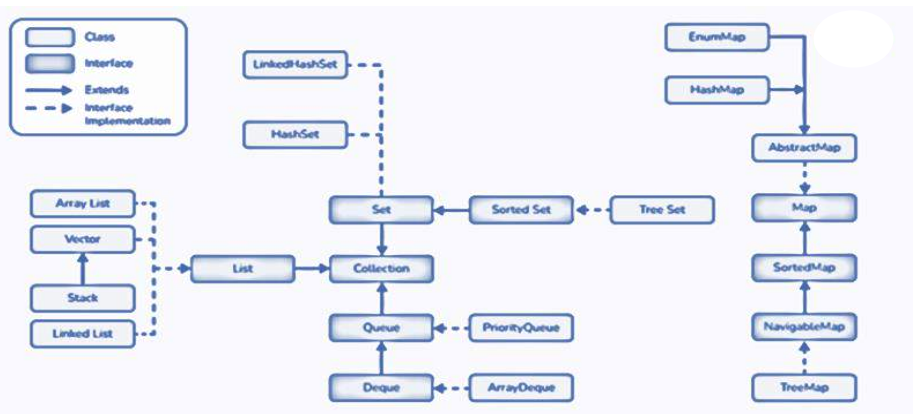 Class
Interface
Extends
Interface
Implementation
LinkedHashSet
HashSet
EnumMap
HashMap
AbstractMap
Array List
Vector
Stack
Linked List
List
Set
Sorted Set
Tree Set
Collection
Queue
PriorityQueue
Deque
ArrayDeque
Map
SortedMap
NavigableMap
TreeMap